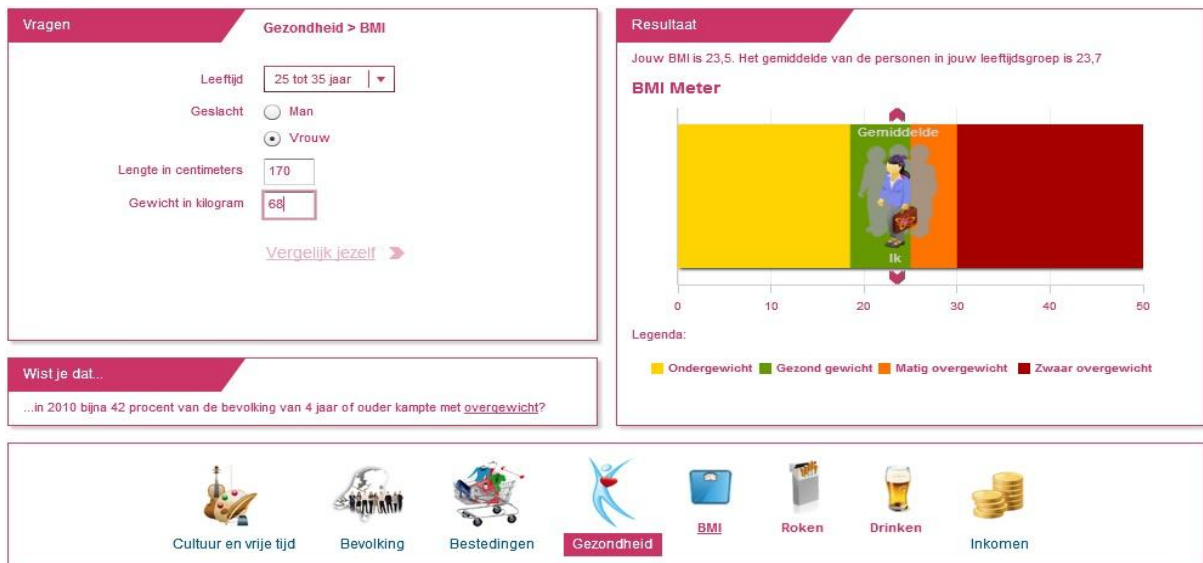 Vragen
Gezondheid > BMI
Leeftijd
25 tot 35 jaar
Geslacht
Man
Vrouw
Lengte in centimeters
170
Gewicht in kilogram
68
Vergelijk jezelf
Wist je dat...
...in 2010 bijna 42 procent van de bevolking van 4 jaar of ouder kampte met overgewicht?
Resultaat
Jouw BMI is 23,5. Het gemiddelde van de personen in jouw leeftijdsgroep is 23,7
BMI Meter
Gemiddelde
Ik
0 10 20 30 40 50
Legenda:
Ondergewicht Gezond gewicht Matig overgewicht Zwaar overgewicht
Cultuur en vrije tijd Bevolking Bestedingen Gezondheid BMI Roken Drinken Inkomen